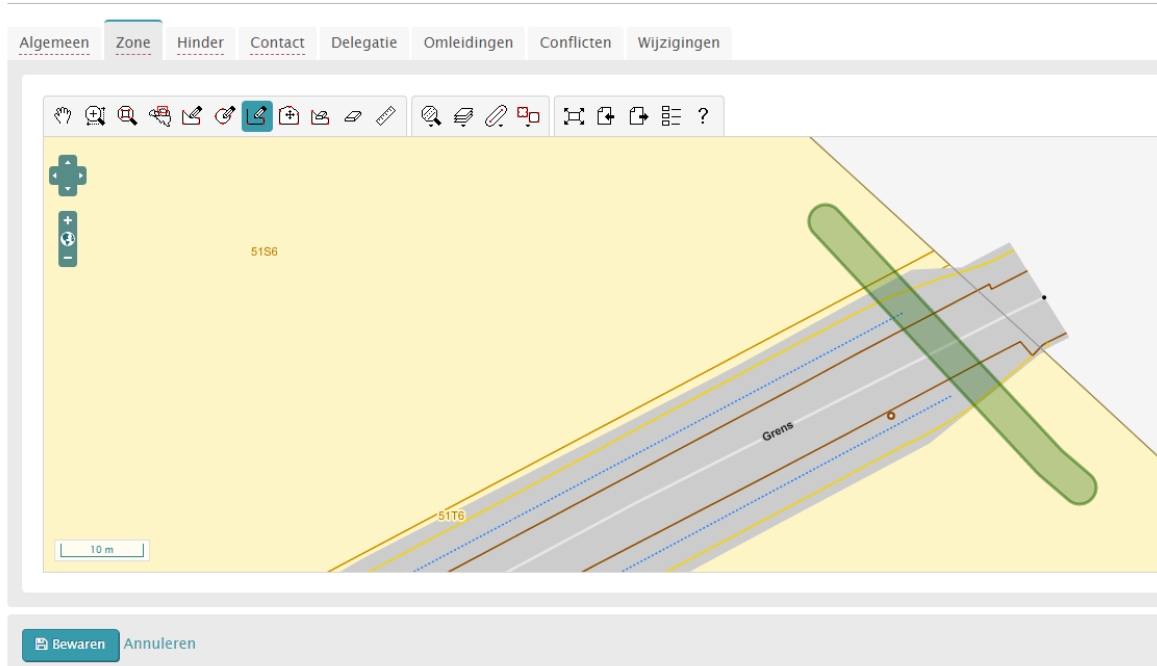 Algemeen Zone Hinder Contact Delegatie Omleidingen Conflicten Wijzigingen
?
51S6
Grens
51T6
10 m
Bewaren Annuleren